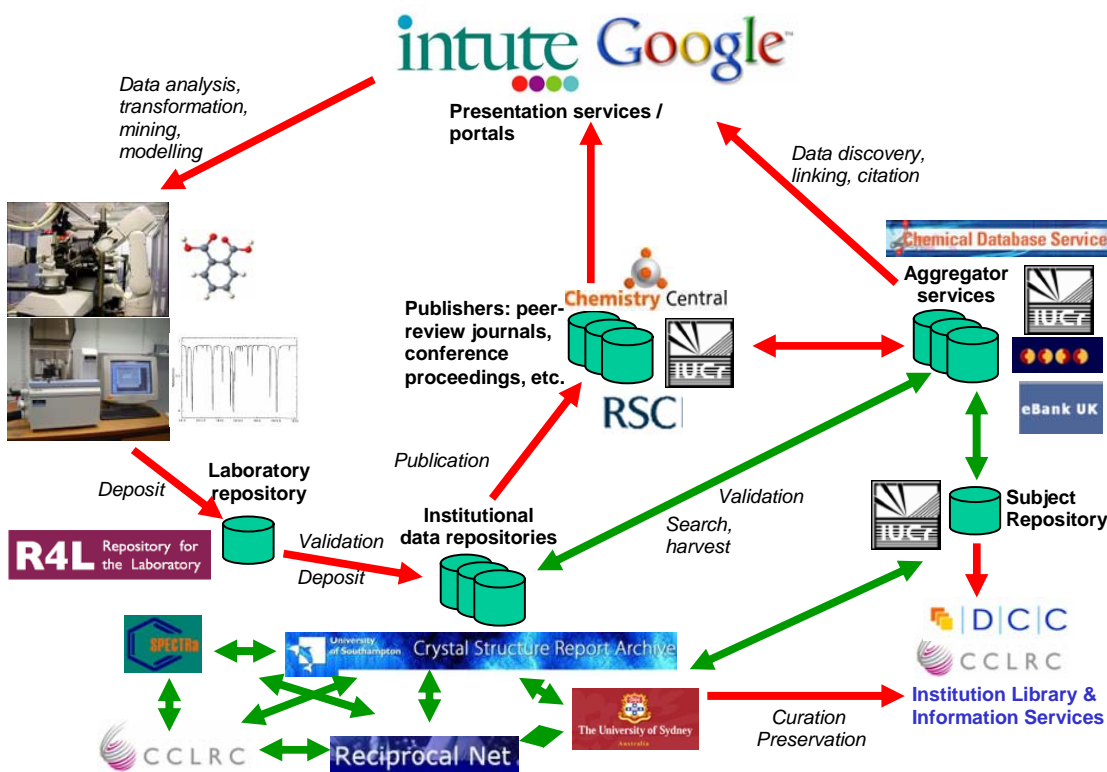 intute Google™
Data analysis,
transformation,
mining,
modelling
Presentation services /
portals
Data discovery,
linking, citation
Chemical Database Service
Aggregator
services
IUCr
Chemistry Central
Publishers: peer-
review journals,
conference
proceedings, etc.
IUCr
RSC
eBank UK
Publication
Deposit
Laboratory
repository
R4L Repository for
the Laboratory
Validation
Deposit
Institutional
data repositories
Validation
Search,
harvest
IUCr
Subject
Repository
DCC
CCLRC
Institution Library &
Information Services
SPECTRa
University
of Southampton
Crystal Structure Report Archive
The University of Sydney
Australia
Curation
Preservation
CCLRC
Reciprocal Net